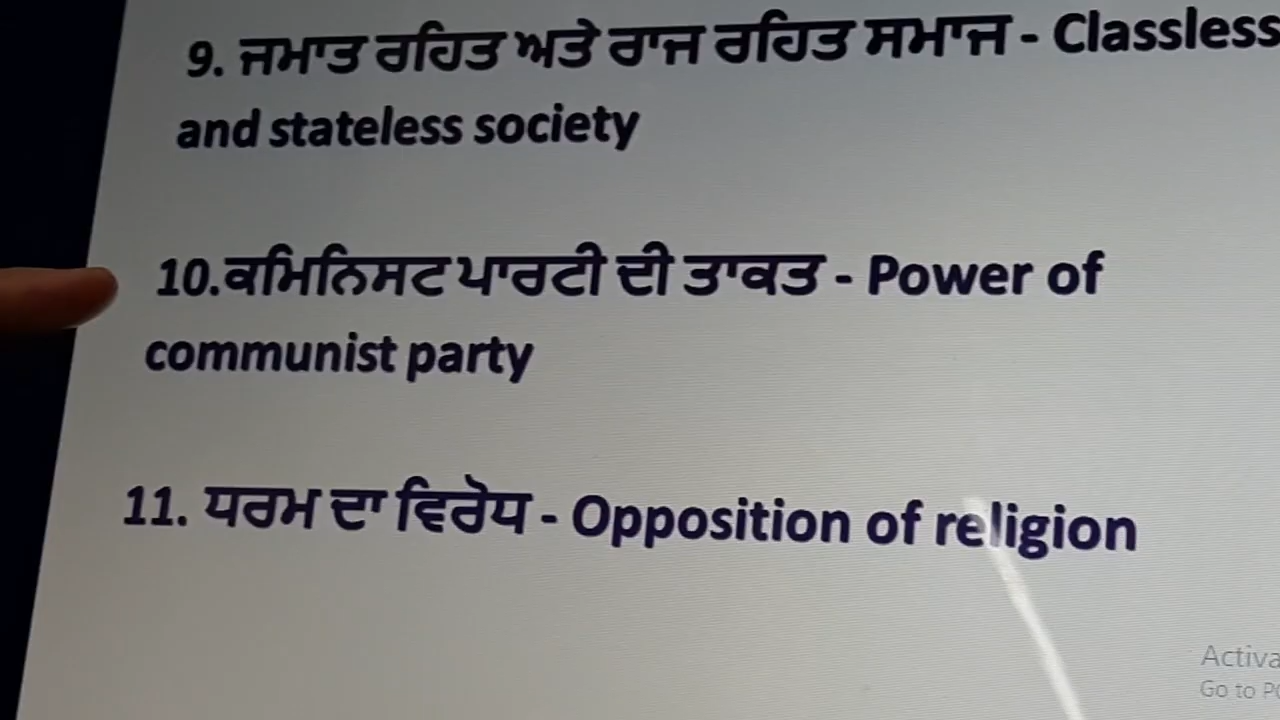 9. ਜਮਾਤ ਰਹਿਤ ਅਤੇ ਰਾਜ ਰਹਿਤ ਸਮਾਜ - Classless
and stateless society
10.ਕਮਿਨਿਸਟ ਪਾਰਟੀ ਦੀ ਤਾਕਤ - Power of
communist party
11. ਧਰਮ ਦਾ ਵਿਰੋਧ - Opposition of religion
Activa
Go to PC